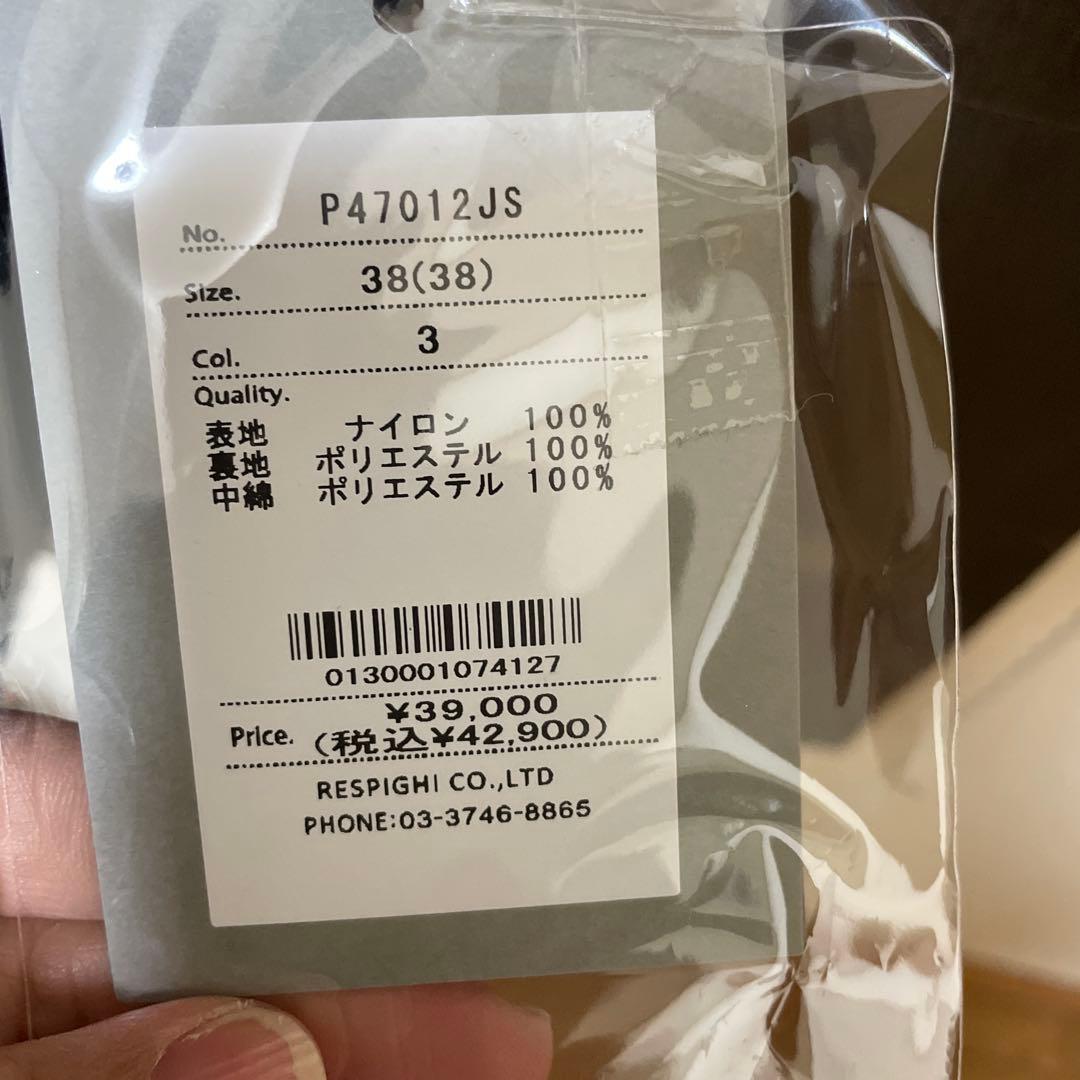 No. P47012JS
Size. 38(38)
Col. 3
Quality.
表地 ナイロン 100%
裏地 ポリエステル 100%
中綿 ポリエステル 100%
0130001074127
¥39,000
Price. (税込¥42,900)
RESPIGHI CO.,LTD
PHONE:03-3746-8865